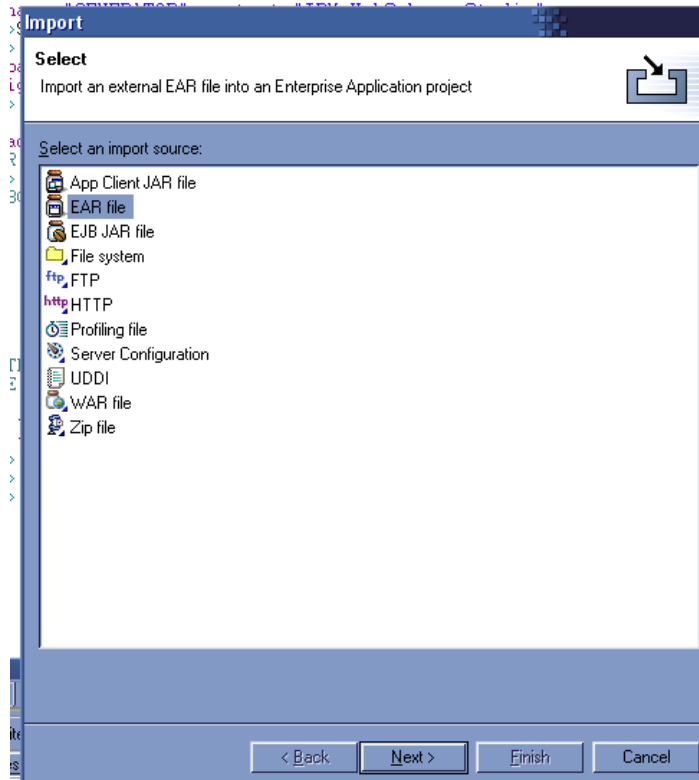 Import
Select
Import an external EAR file into an Enterprise Application project
Select an import source:
App Client JAR file
EAR file
EJB JAR file
File system
ftp FTP
http HTTP
Profiling file
Server Configuration
UDDI
WAR file
Zip file
< Back Next > Finish Cancel